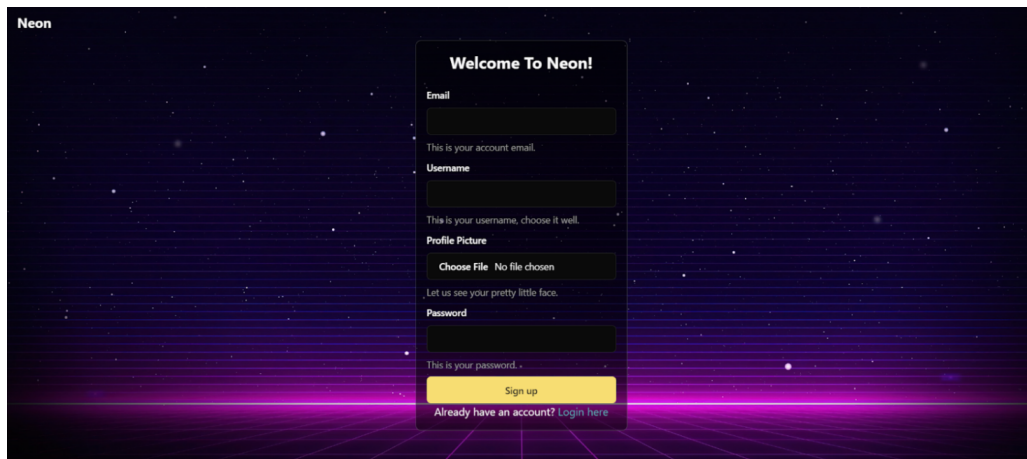 Neon
Welcome To Neon!
Email
This is your account email.
Username
This is your username, choose it well.
Profile Picture
Choose File No file chosen
Let us see your pretty little face.
Password
This is your password.
Sign up
Already have an account? Login here